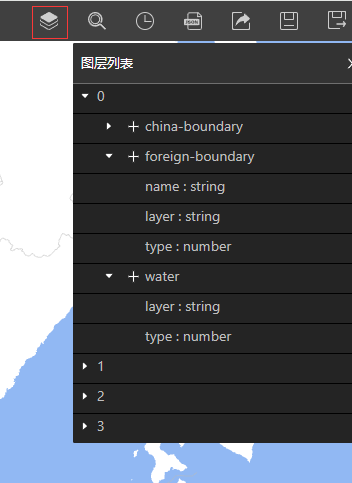 JSON
图层列表
0
china-boundary
foreign-boundary
name : string
layer : string
type : number
water
layer : string
type : number
1
2
3